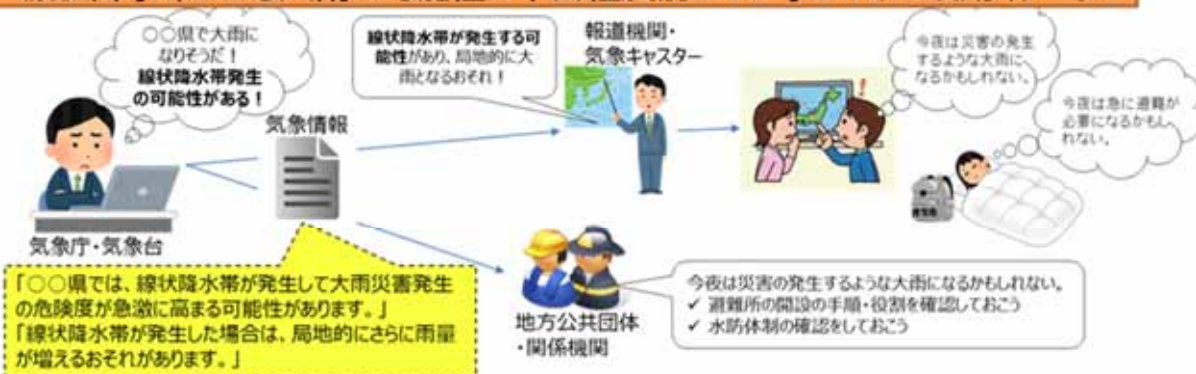 ○○県で大雨に
なりそうだ！
線状降水帯発生
の可能性がある！
気象庁・気象台
気象情報
線状降水帯が発生する可
能性があり、局地的に大
雨となるおそれ！
報道機関・
気象キャスター
今夜は災害の発生
するような大雨に
なるかもしれない。
今夜は急に避難が
必要になるかもし
れない。
「○○県では、線状降水帯が発生して大雨災害発生
の危険度が急激に高まる可能性があります。」
「線状降水帯が発生した場合は、局地的にさらに雨量
が増えるおそれがあります。」
地方公共団体
・関係機関
今夜は災害の発生するような大雨になるかもしれない。
✓ 避難所の開設の手順・役割を確認しておこう
✓ 水防体制の確認をしておこう